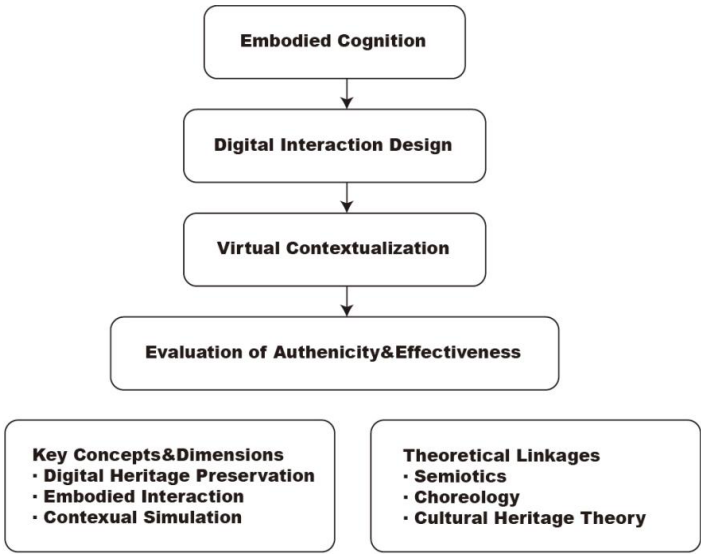 Embodied Cognition
Digital Interaction Design
Virtual Contextualization
Evaluation of Authenicity&Effectiveness
Key Concepts&Dimensions
· Digital Heritage Preservation
· Embodied Interaction
· Contexual Simulation
Theoretical Linkages
· Semiotics
· Choreology
· Cultural Heritage Theory